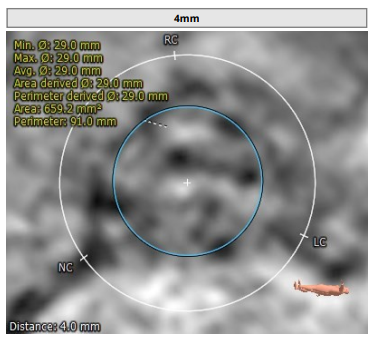 4mm
RC
Min. Ø: 29.0 mm
Max. Ø: 29.0 mm
Avg. Ø: 29.0 mm
Area derived Ø: 29.0 mm
Perimeter derived Ø: 29.0 mm
Area: 659.2 mm²
Perimeter: 91.0 mm
LC
NC
Distance: 4.0 mm